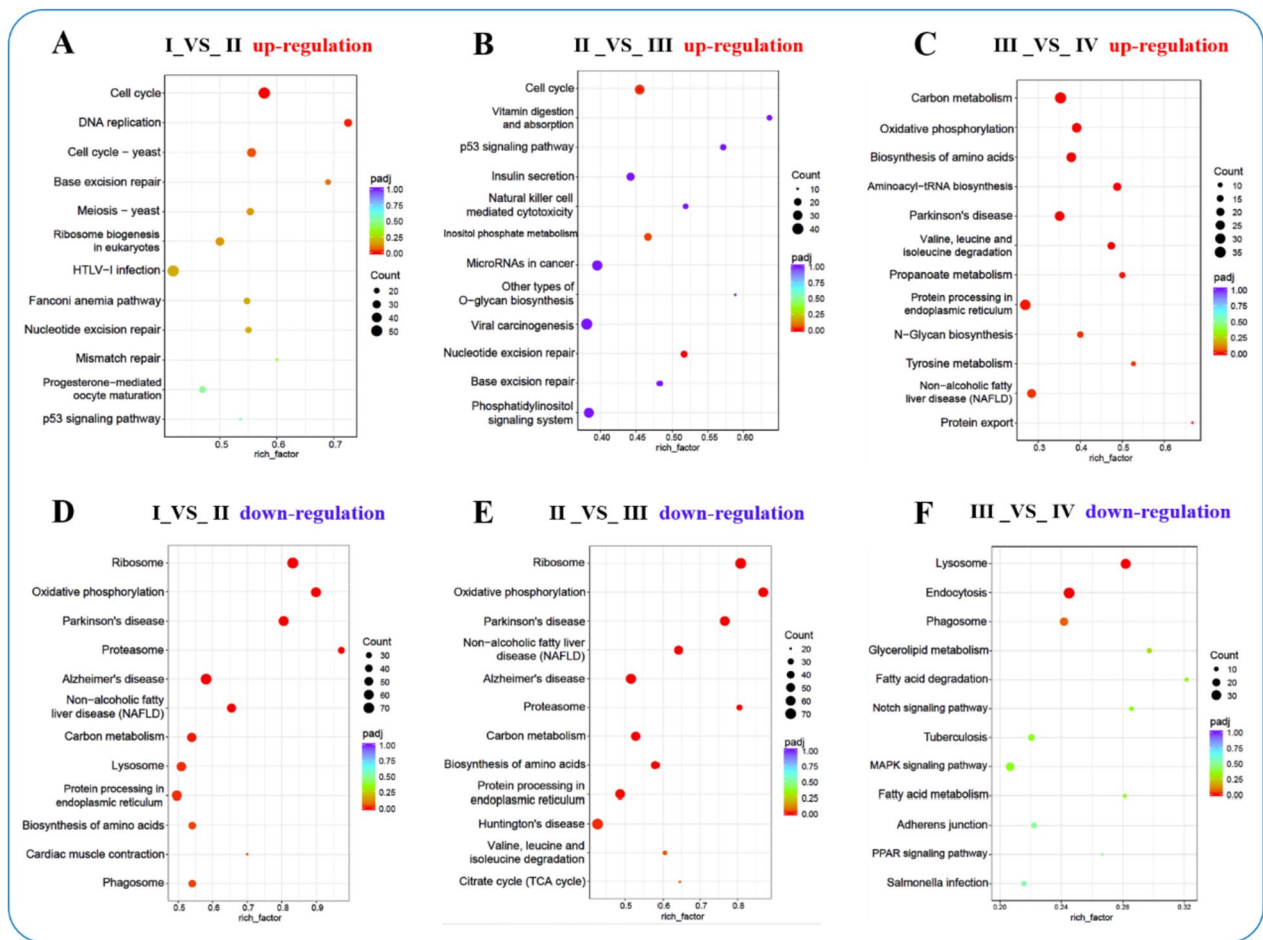 A I_VS_ II up-regulation
Cell cycle
DNA replication
Cell cycle − yeast
Base excision repair
Meiosis − yeast
Ribosome biogenesis
in eukaryotes
HTLV−I infection
Fanconi anemia pathway
Nucleotide excision repair
Mismatch repair
Progesterone−mediated
oocyte maturation
p53 signaling pathway
0.5 0.6 0.7
rich_factor
padj
1.00
0.75
0.50
0.25
0.00
Count
20
30
40
50
B II _VS_ III up-regulation
Cell cycle
Vitamin digestion
and absorption
p53 signaling pathway
Insulin secretion
Natural killer cell
mediated cytotoxicity
Inositol phosphate metabolism
MicroRNAs in cancer
Other types of
O−glycan biosynthesis
Viral carcinogenesis
Nucleotide excision repair
Base excision repair
Phosphatidylinositol
signaling system
0.40 0.45 0.50 0.55 0.60
rich_factor
Count
10
20
30
40
padj
1.00
0.75
0.50
0.25
0.00
C III _VS_ IV up-regulation
Carbon metabolism
Oxidative phosphorylation
Biosynthesis of amino acids
Aminoacyl−tRNA biosynthesis
Parkinson's disease
Valine, leucine and
isoleucine degradation
Propanoate metabolism
Protein processing in
endoplasmic reticulum
N−Glycan biosynthesis
Tyrosine metabolism
Non−alcoholic fatty
liver disease (NAFLD)
Protein export
0.3 0.4 0.5 0.6
rich_factor
Count
10
15
20
25
30
35
padj
1.00
0.75
0.50
0.25
0.00
D I_VS_ II down-regulation
Ribosome
Oxidative phosphorylation
Parkinson's disease
Proteasome
Alzheimer's disease
Non−alcoholic fatty
liver disease (NAFLD)
Carbon metabolism
Lysosome
Protein processing in
endoplasmic reticulum
Biosynthesis of amino acids
Cardiac muscle contraction
Phagosome
0.5 0.6 0.7 0.8 0.9
rich_factor
Count
30
40
50
60
70
padj
1.00
0.75
0.50
0.25
0.00
E II _VS_ III down-regulation
Ribosome
Oxidative phosphorylation
Parkinson's disease
Non−alcoholic fatty liver
disease (NAFLD)
Alzheimer's disease
Proteasome
Carbon metabolism
Biosynthesis of amino acids
Protein processing in
endoplasmic reticulum
Huntington's disease
Valine, leucine and
isoleucine degradation
Citrate cycle (TCA cycle)
0.5 0.6 0.7 0.8
rich_factor
Count
20
30
40
50
60
70
padj
1.00
0.75
0.50
0.25
0.00
F III _VS_ IV down-regulation
Lysosome
Endocytosis
Phagosome
Glycerolipid metabolism
Fatty acid degradation
Notch signaling pathway
Tuberculosis
MAPK signaling pathway
Fatty acid metabolism
Adherens junction
PPAR signaling pathway
Salmonella infection
0.20 0.24 0.26 0.28 0.32
rich_factor
Count
10
20
30
padj
1.00
0.75
0.50
0.25
0.00